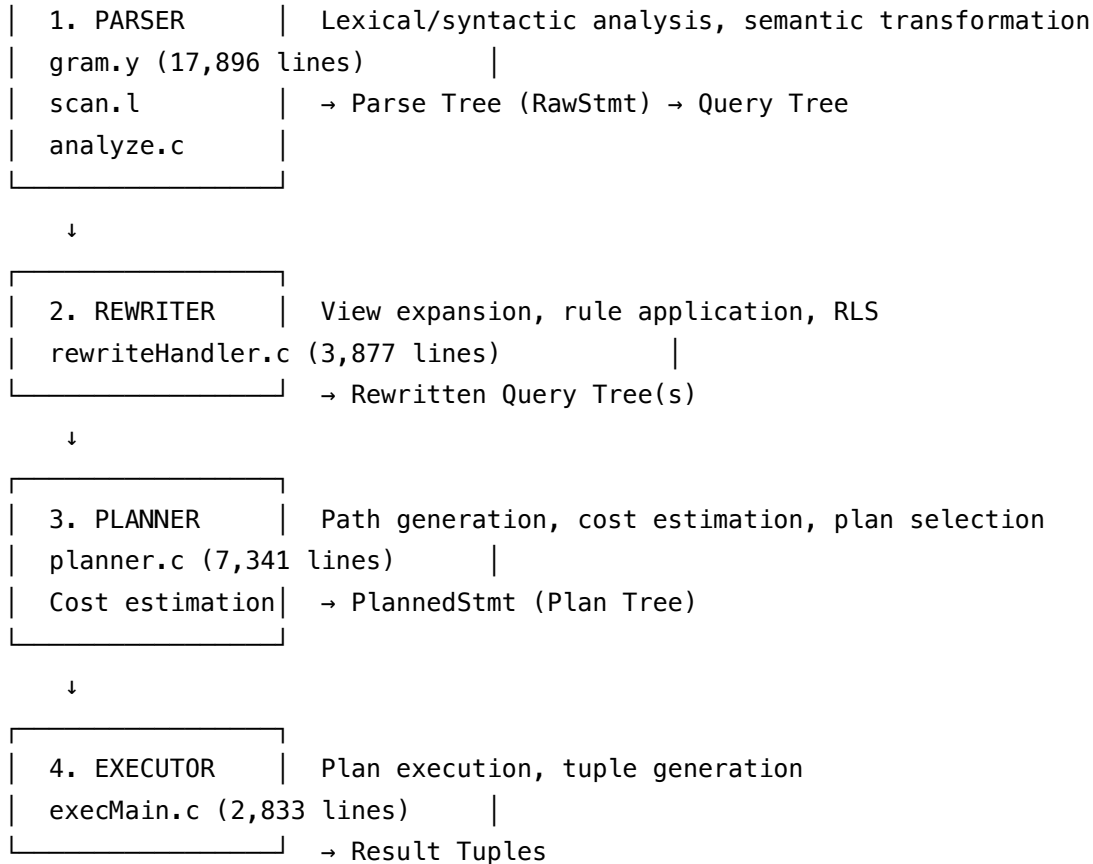 │  1. PARSER      │  Lexical/syntactic analysis, semantic transformation
│  gram.y (17,896 lines)        │
│  scan.l         │  → Parse Tree (RawStmt) → Query Tree
│  analyze.c      │
└─────────────────┘
    ↓
┌─────────────────┐
│  2. REWRITER    │  View expansion, rule application, RLS
│  rewriteHandler.c (3,877 lines)           │
└─────────────────┘  → Rewritten Query Tree(s)
    ↓
┌─────────────────┐
│  3. PLANNER     │  Path generation, cost estimation, plan selection
│  planner.c (7,341 lines)      │
│  Cost estimation│  → PlannedStmt (Plan Tree)
└─────────────────┘
    ↓
┌─────────────────┐
│  4. EXECUTOR    │  Plan execution, tuple generation
│  execMain.c (2,833 lines)     │
└─────────────────┘  → Result Tuples